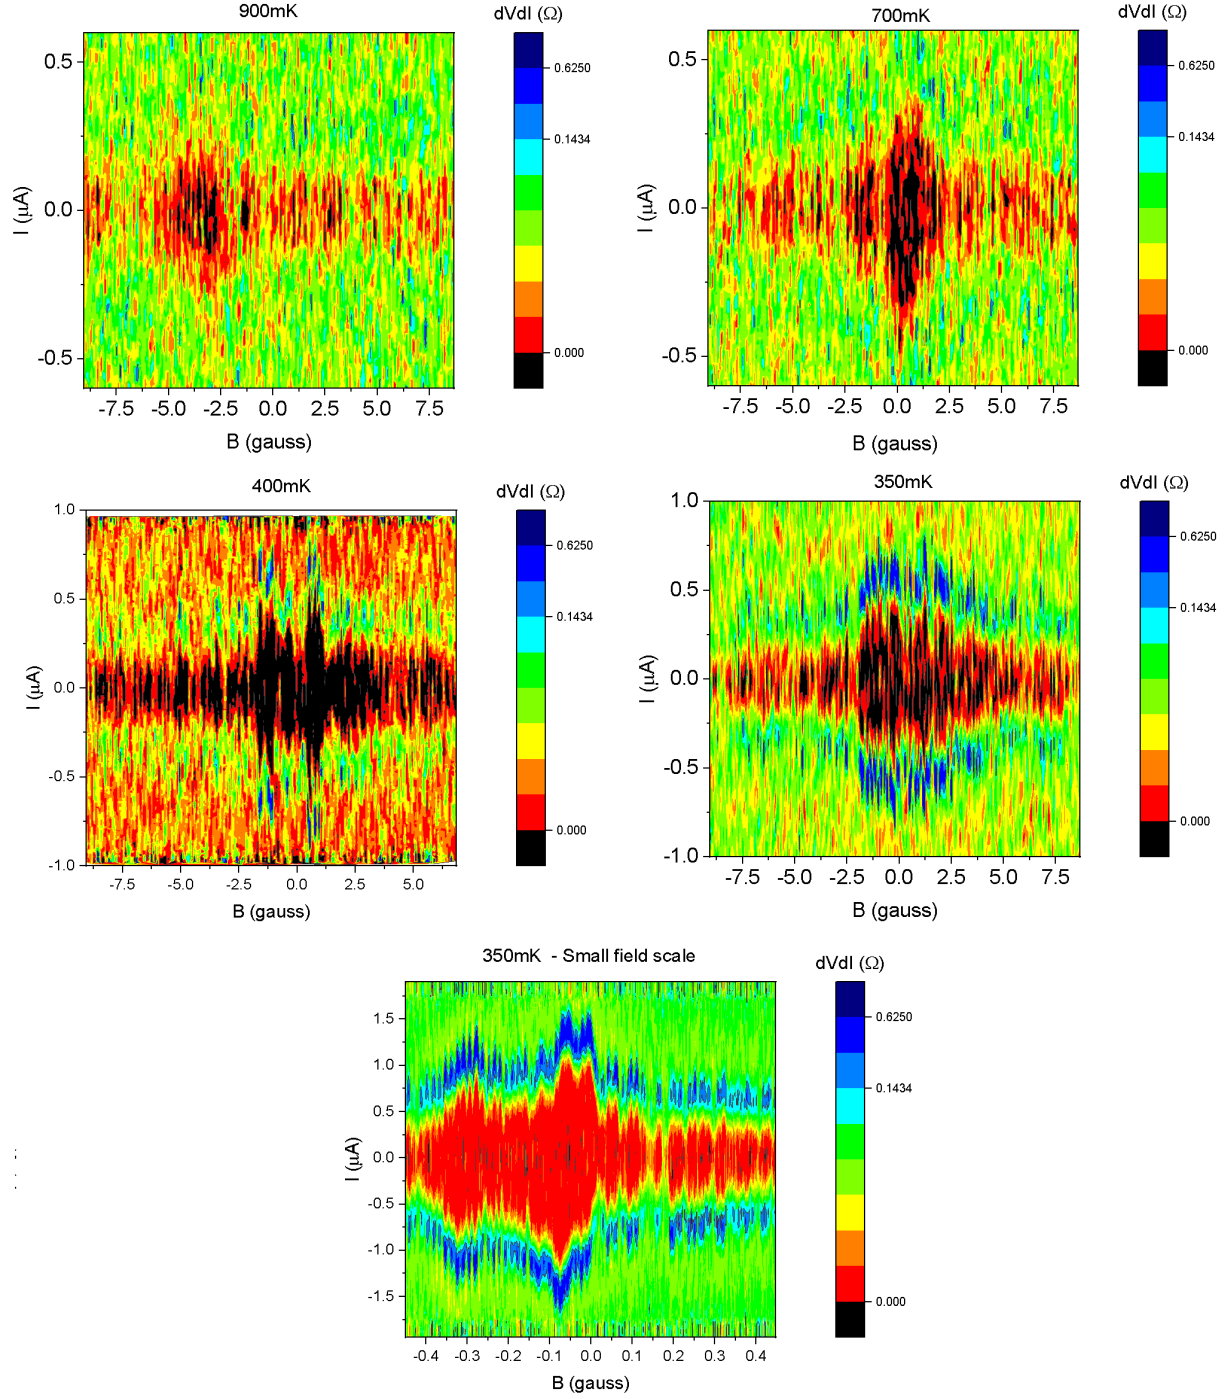 900mK
dVdI (Ω)
0.6250
0.1434
0.000
0.5
0.0
-0.5
I (μA)
-7.5 -5.0 -2.5 0.0 2.5 5.0 7.5
B (gauss)
700mK
dVdI (Ω)
0.6250
0.1434
0.000
0.5
0.0
-0.5
I (μA)
-7.5 -5.0 -2.5 0.0 2.5 5.0 7.5
B (gauss)
400mK
dVdI (Ω)
0.6250
0.1434
0.000
1.0
0.5
0.0
-0.5
-1.0
I (μA)
-7.5 -5.0 -2.5 0.0 2.5 5.0
B (gauss)
350mK
dVdI (Ω)
0.6250
0.1434
0.000
1.0
0.5
0.0
-0.5
-1.0
I (μA)
-7.5 -5.0 -2.5 0.0 2.5 5.0 7.5
B (gauss)
350mK - Small field scale
dVdI (Ω)
0.6250
0.1434
0.000
1.5
1.0
0.5
0.0
-0.5
-1.0
-1.5
I (μA)
-0.4 -0.3 -0.2 -0.1 0.0 0.1 0.2 0.3 0.4
B (gauss)